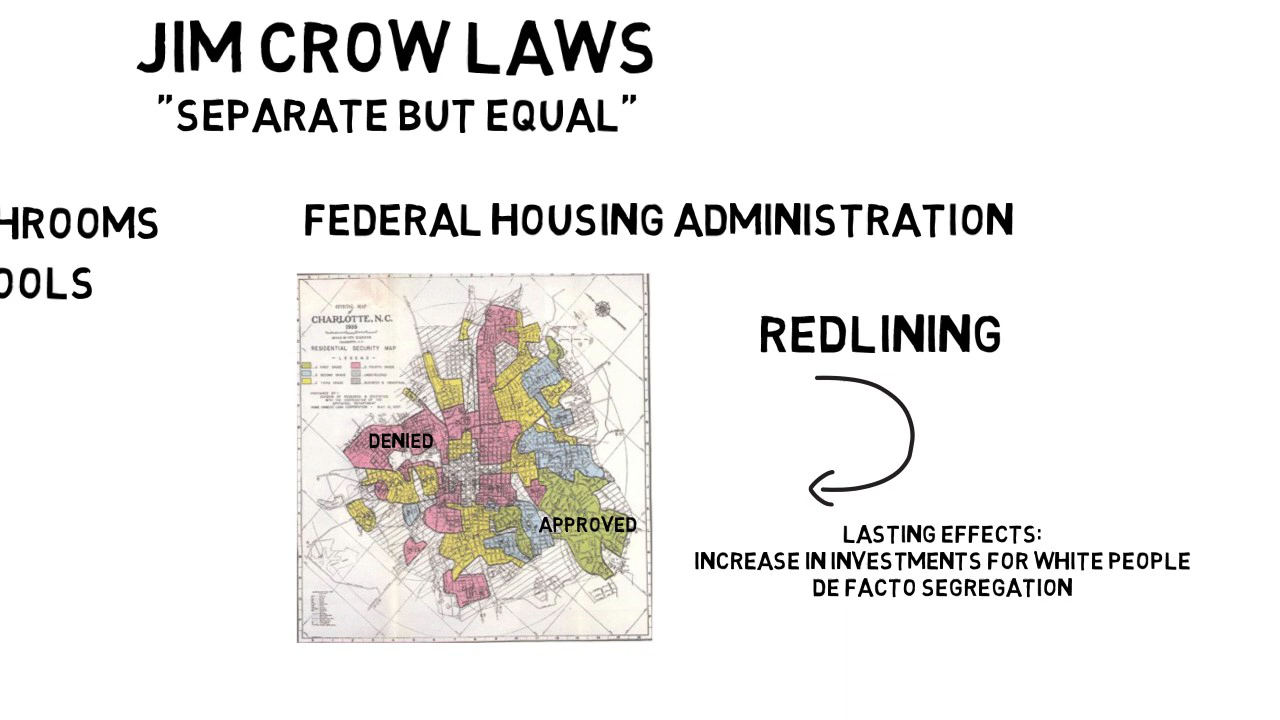 JIM CROW LAWS
"SEPARATE BUT EQUAL"
HROOMS
OOLS
FEDERAL HOUSING ADMINISTRATION
CHARLOTTE, N.C.
RESIDENTIAL SECURITY MAP
LEGEND
DENIED
APPROVED
REDLINING
LASTING EFFECTS:
INCREASE IN INVESTMENTS FOR WHITE PEOPLE
DE FACTO SEGREGATION